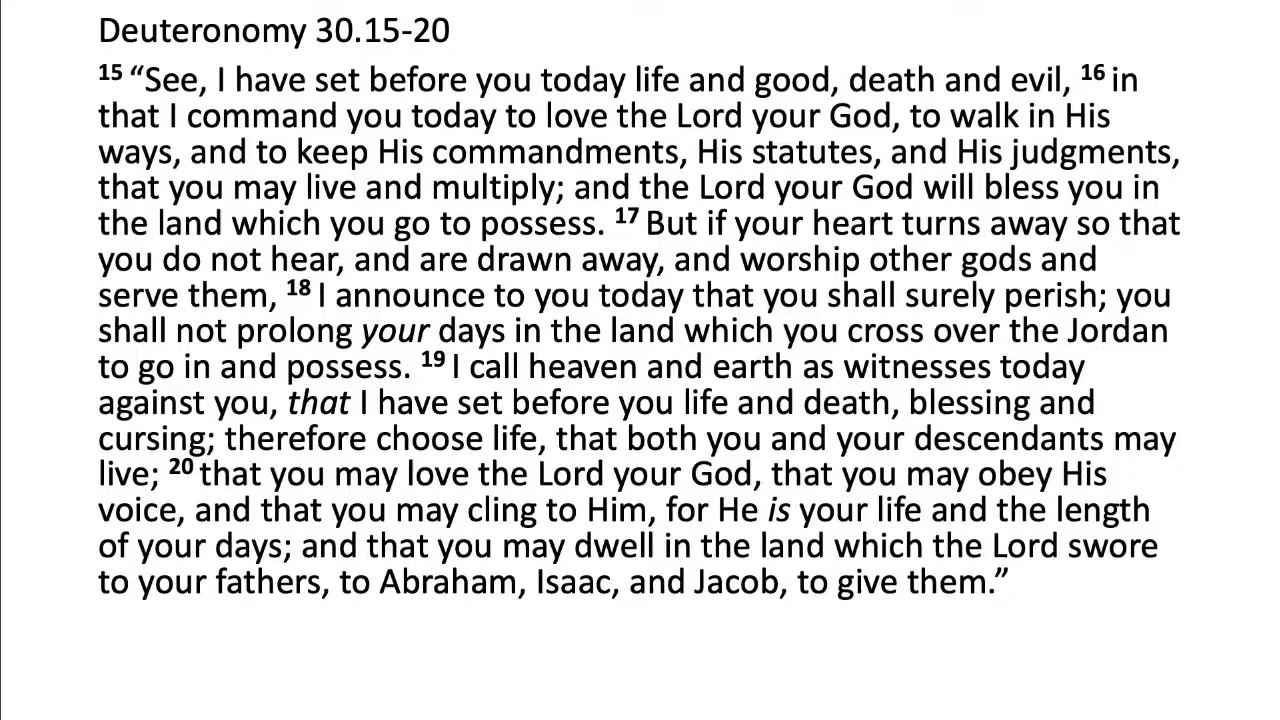 Deuteronomy 30.15-20
15 “See, I have set before you today life and good, death and evil, 16 in
that I command you today to love the Lord your God, to walk in His
ways, and to keep His commandments, His statutes, and His judgments,
that you may live and multiply; and the Lord your God will bless you in
the land which you go to possess. 17 But if your heart turns away so that
you do not hear, and are drawn away, and worship other gods and
serve them, 18 I announce to you today that you shall surely perish; you
shall not prolong your days in the land which you cross over the Jordan
to go in and possess. 19 I call heaven and earth as witnesses today
against you, that I have set before you life and death, blessing and
cursing; therefore choose life, that both you and your descendants may
live; 20 that you may love the Lord your God, that you may obey His
voice, and that you may cling to Him, for He is your life and the length
of your days; and that you may dwell in the land which the Lord swore
to your fathers, to Abraham, Isaac, and Jacob, to give them.”